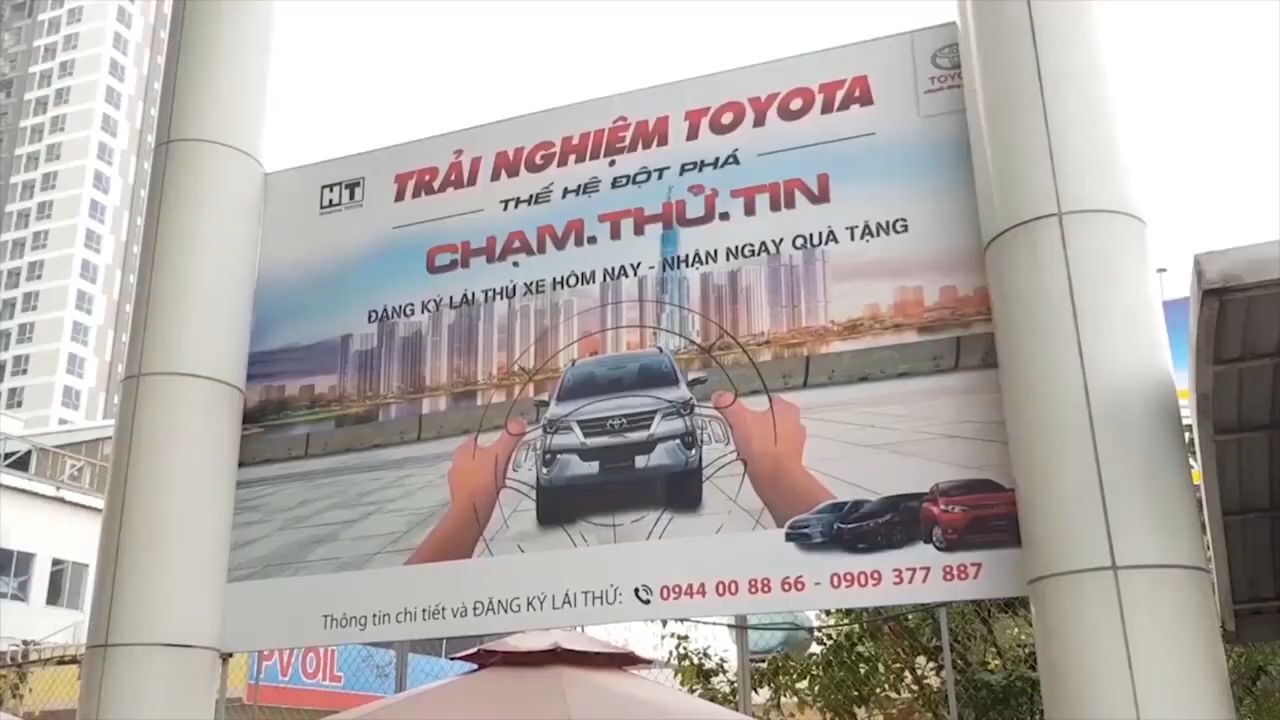 TRẢI NGHIỆM TOYOTA
HT
THẾ HỆ ĐỘT PHÁ
CHẠM.THỬ.TIN
ĐĂNG KÝ LÁI THỬ XE HÔM NAY - NHẬN NGAY QUÀ TẶNG
Thông tin chi tiết và ĐĂNG KÝ LÁI THỬ: 0944 00 88 66 - 0909 377 887
PV OIL